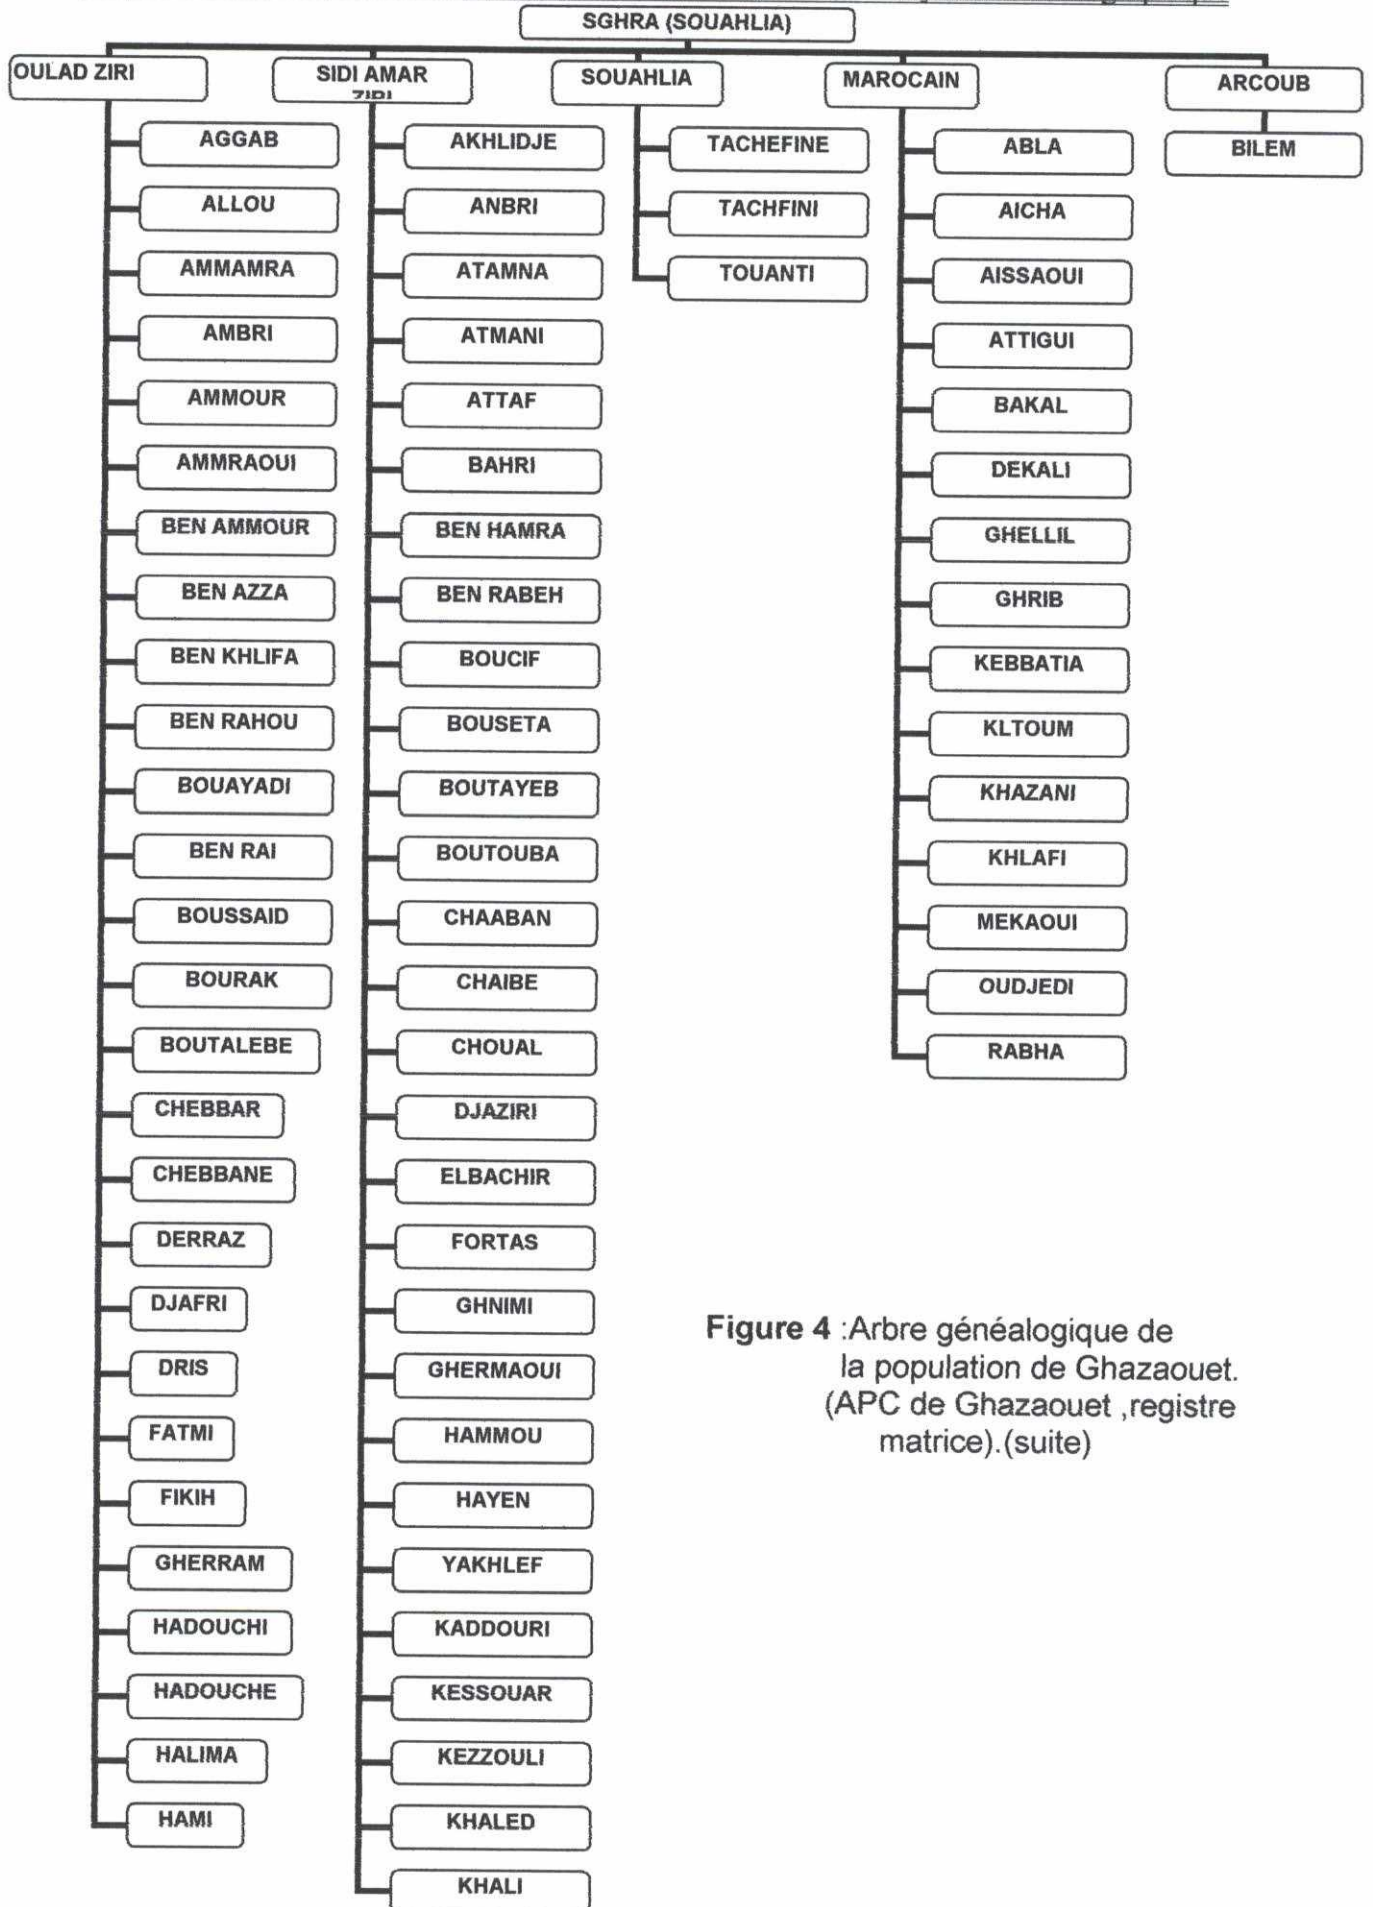 SGHRA (SOUAHLIA)
OULAD ZIRI
SIDI AMAR
ZIRI
SOUAHLIA
MAROCAIN
ARCOUB
AGGAB
ALLOU
AMMAMRA
AMBRI
AMMOUR
AMMRAOUI
BEN AMMOUR
BEN AZZA
BEN KHLIFA
BEN RAHOU
BOUAYADI
BEN RAI
BOUSSAID
BOURAK
BOUTALEBE
CHEBBAR
CHEBBANE
DERRAZ
DJAFRI
DRIS
FATMI
FIKIH
GHERRAM
HADOUCHI
HADOUCHE
HALIMA
HAMI
AKHLIDJE
ANBRI
ATAMNA
ATMANI
ATTAF
BAHRI
BEN HAMRA
BEN RABEH
BOUCIF
BOUSETA
BOUTAYEB
BOUTOUBA
CHAABAN
CHAIBE
CHOUAL
DJAZIRI
ELBACHIR
FORTAS
GHNIMI
GHERMAOUI
HAMMOU
HAYEN
YAKHLEF
KADDOURI
KESSOUAR
KEZZOULI
KHALED
KHALI
TACHEFINE
TACHFINI
TOUANTI
ABLA
AICHA
AISSAOUI
ATTIGUI
BAKAL
DEKALI
GHELLIL
GHRIB
KEBBATIA
KLTOUM
KHAZANI
KHLAFI
MEKAOUI
OUDJEDI
RABHA
BILEM
Figure 4 :Arbre généalogique de
la population de Ghazaouet.
(APC de Ghazaouet ,registre
matrice).(suite)